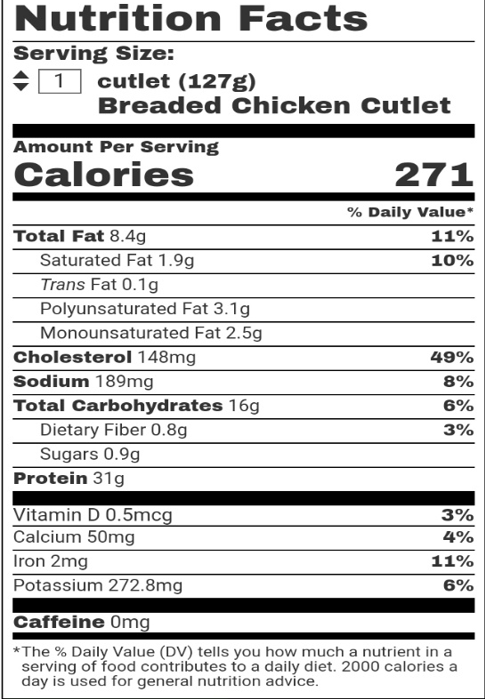 Nutrition Facts
Serving Size:
1 cutlet (127g)
Breaded Chicken Cutlet
Amount Per Serving
Calories 271
% Daily Value*
Total Fat 8.4g 11%
Saturated Fat 1.9g 10%
Trans Fat 0.1g
Polyunsaturated Fat 3.1g
Monounsaturated Fat 2.5g
Cholesterol 148mg 49%
Sodium 189mg 8%
Total Carbohydrates 16g 6%
Dietary Fiber 0.8g 3%
Sugars 0.9g
Protein 31g
Vitamin D 0.5mcg 3%
Calcium 50mg 4%
Iron 2mg 11%
Potassium 272.8mg 6%
Caffeine 0mg
*The % Daily Value (DV) tells you how much a nutrient in a
serving of food contributes to a daily diet. 2000 calories a
day is used for general nutrition advice.